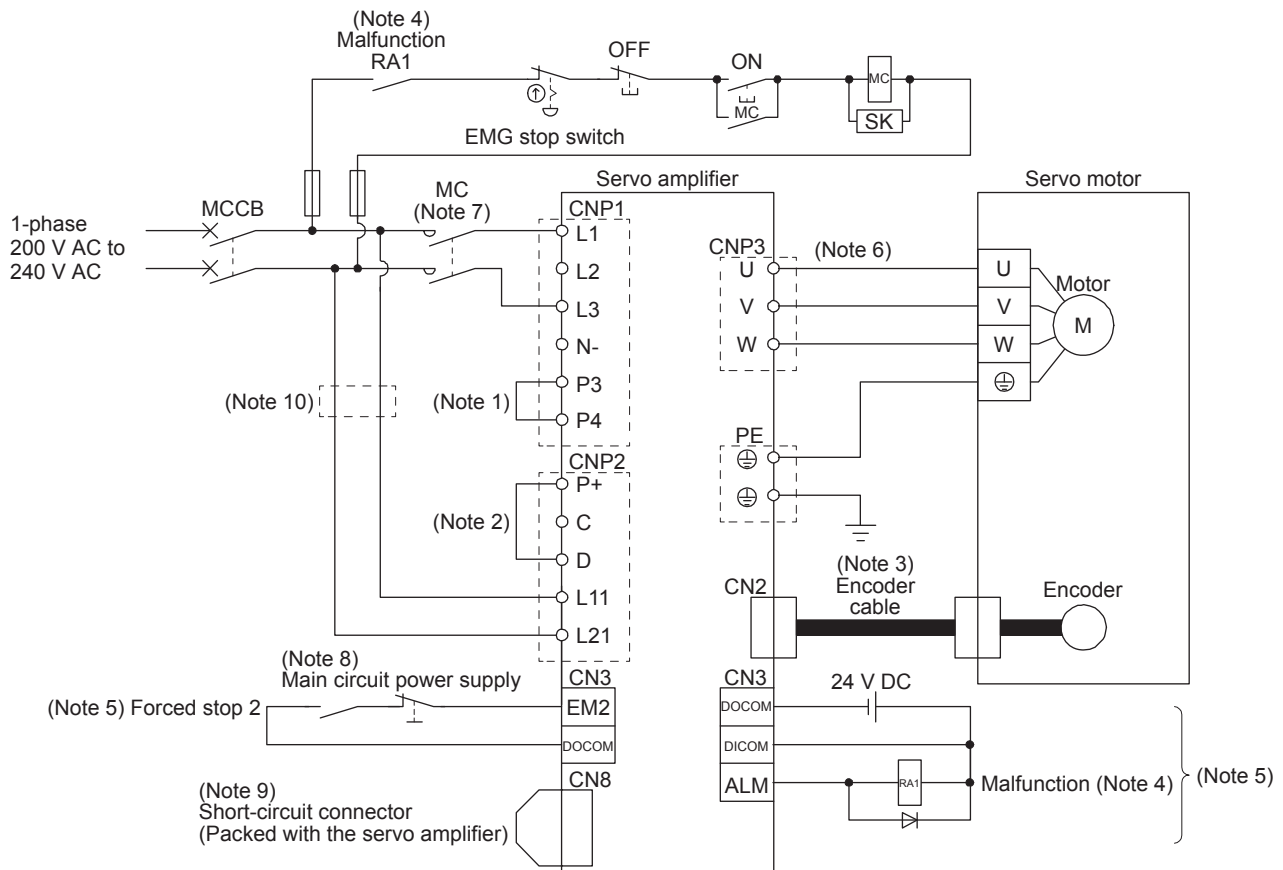 (Note 4)
Malfunction
RA1
OFF
ON
MC
MC
SK
EMG stop switch
1-phase
200 V AC to
240 V AC
MCCB
MC
(Note 7)
Servo amplifier
Servo motor
CNP1
L1
L2
L3
N-
P3
P4
(Note 1)
(Note 10)
CNP3
U
V
W
(Note 6)
U
V
W
Motor
M
PE
CNP2
P+
C
D
L11
L21
(Note 2)
CN2
(Note 3)
Encoder
cable
Encoder
(Note 8)
Main circuit power supply
(Note 5) Forced stop 2
CN3
EM2
DOCOM
CN3
DOCOM
DICOM
ALM
24 V DC
RA1
Malfunction (Note 4)
(Note 5)
CN8
(Note 9)
Short-circuit connector
(Packed with the servo amplifier)